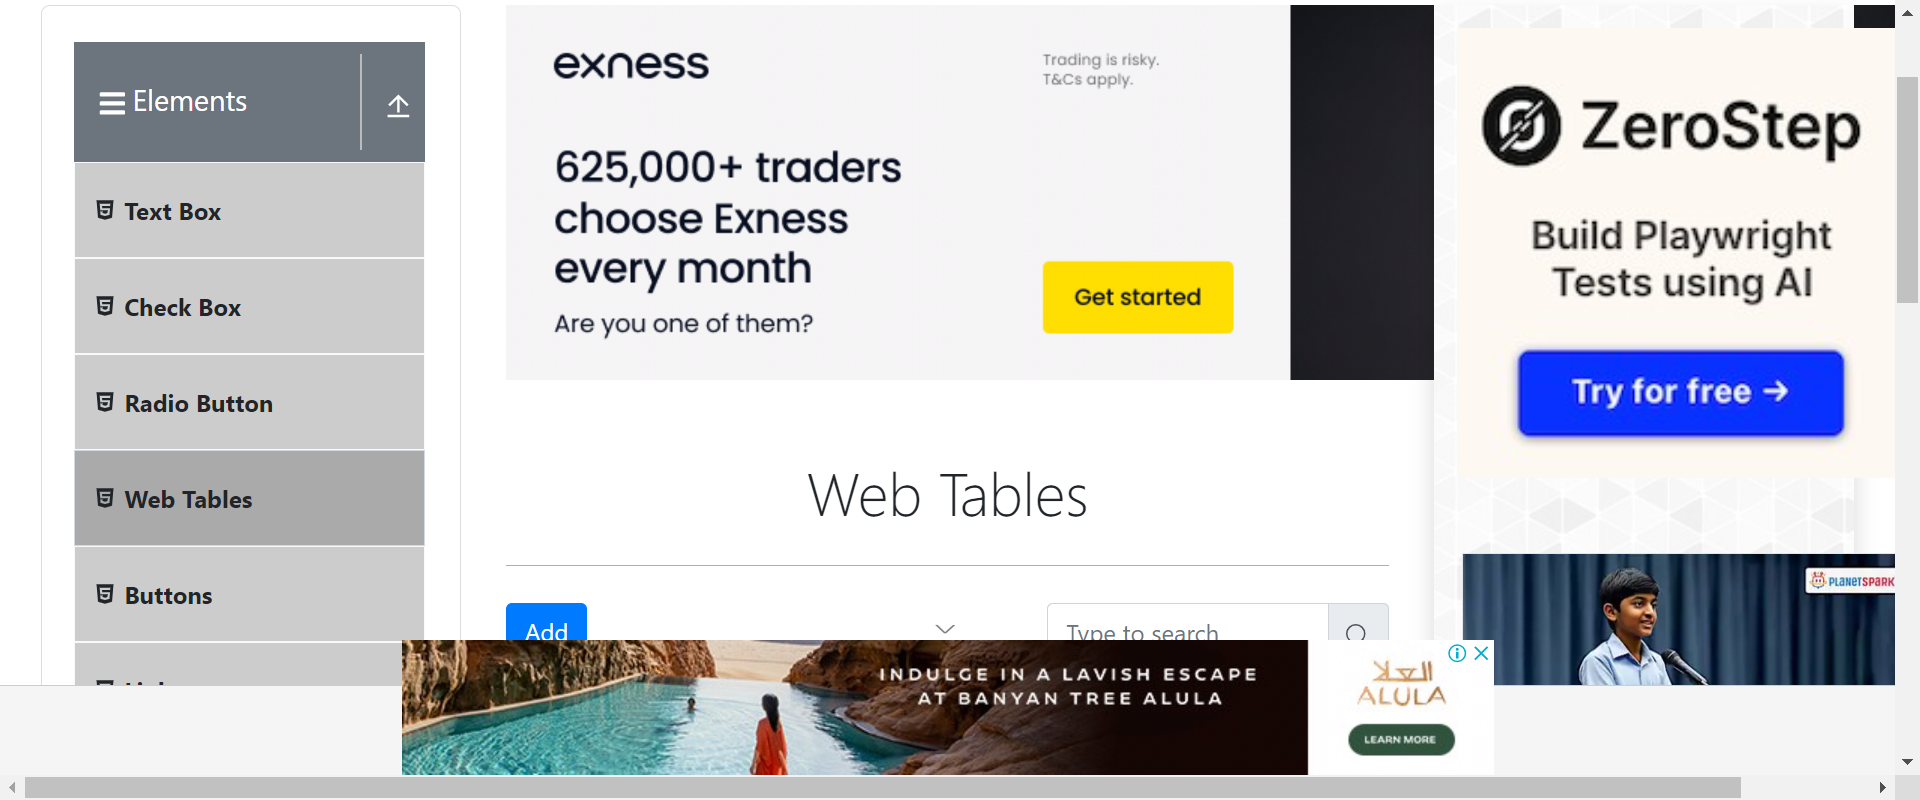 Elements
Text Box
Check Box
Radio Button
Web Tables
Buttons
exness
Trading is risky.
T&Cs apply.
625,000+ traders
choose Exness
every month
Are you one of them?
Get started
Web Tables
Add
Type to search
ZeroStep
Build Playwright
Tests using AI
Try for free →
PLANETSPARK
INDULGE IN A LAVISH ESCAPE
AT BANYAN TREE ALULA
العلا
ALULA
LEARN MORE